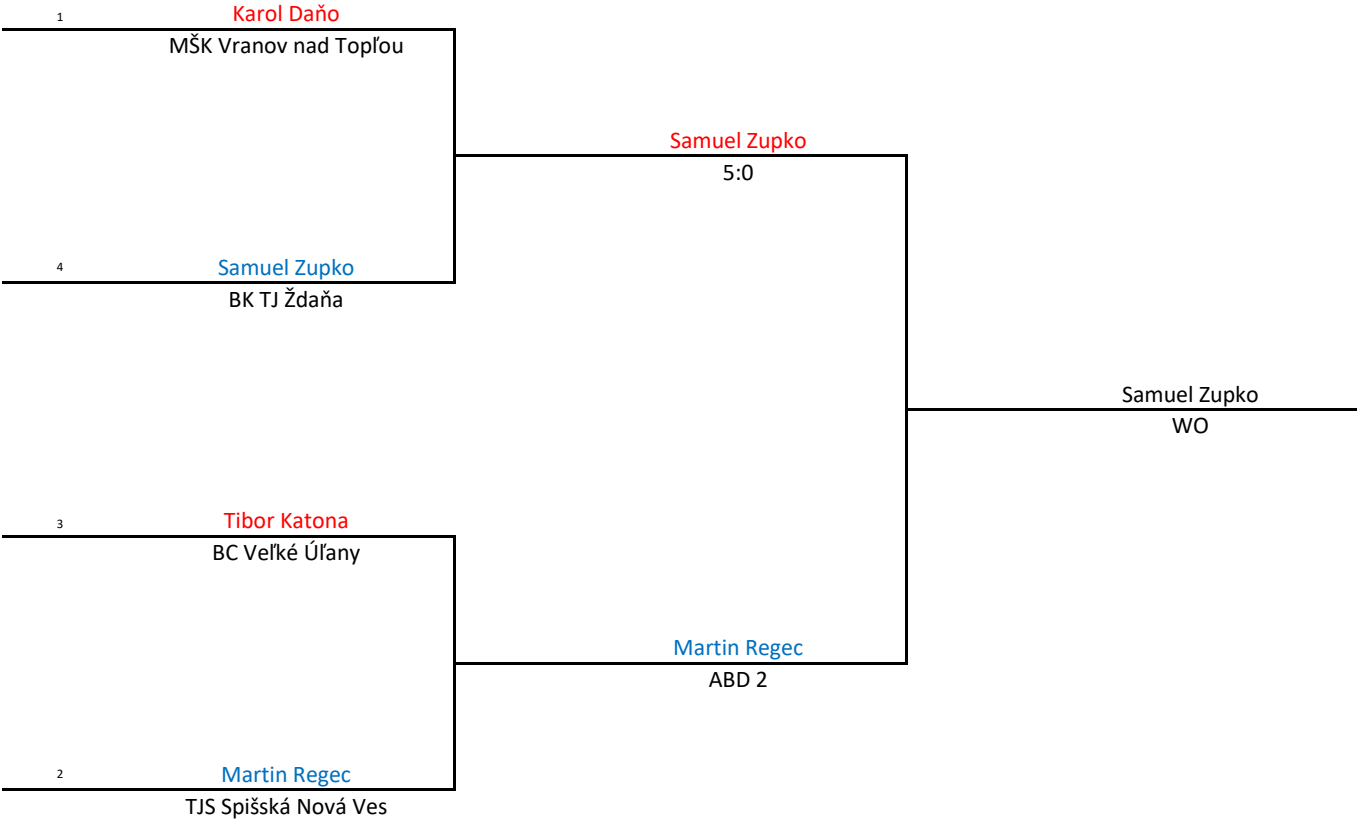 1 Karol Daňo
MŠK Vranov nad Topľou
Samuel Zupko
5:0
4 Samuel Zupko
BK TJ Ždaňa
Samuel Zupko
WO
3 Tibor Katona
BC Veľké Úľany
Martin Regec
ABD 2
2 Martin Regec
TJS Spišská Nová Ves